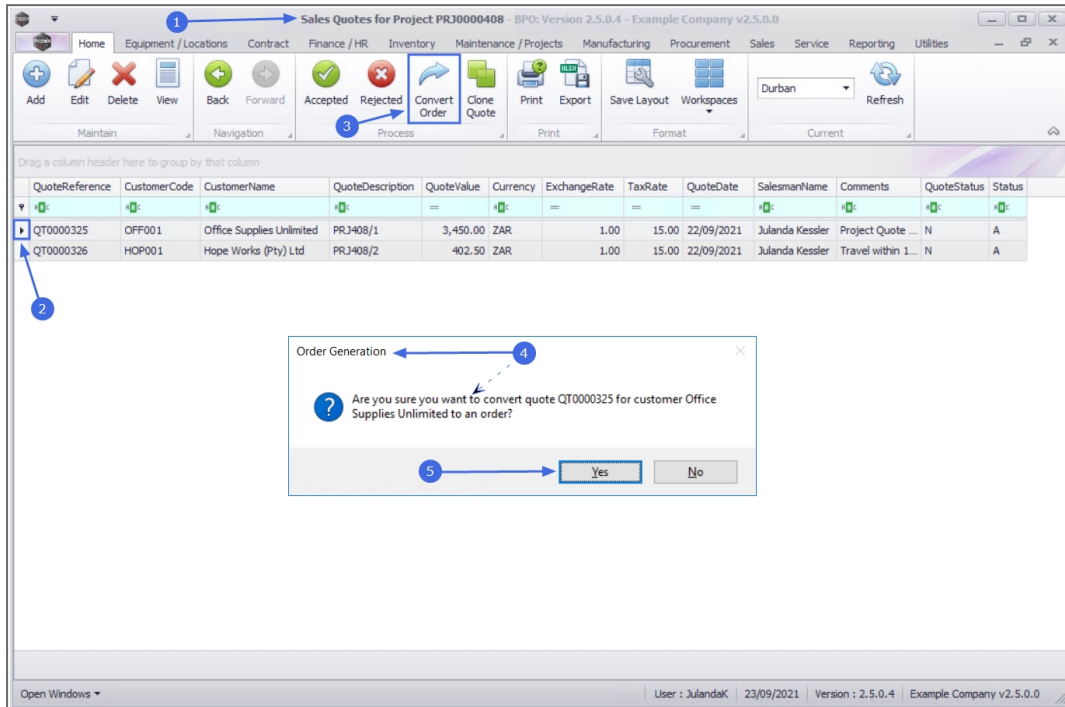 1
Sales Quotes for Project PRJ0000408 - BPO: Version 2.5.0.4 - Example Company v2.5.0.0
Home Equipment / Locations Contract Finance / HR Inventory Maintenance / Projects Manufacturing Procurement Sales Service Reporting Utilities
Add Edit Delete View Back Forward Accepted Rejected Convert Order Clone Quote Print Export Save Layout Workspaces Durban Refresh
3
Maintain Navigation Process Print Format Current
Drag a column header here to group by that column
QuoteReference CustomerCode CustomerName QuoteDescription QuoteValue Currency ExchangeRate TaxRate QuoteDate SalesmanName Comments QuoteStatus Status
QT0000325 OFF001 Office Supplies Unlimited PRJ408/1 3,450.00 ZAR 1.00 15.00 22/09/2021 Julanda Kessler Project Quote ... N A
QT0000326 HOP001 Hope Works (Pty) Ltd PRJ408/2 402.50 ZAR 1.00 15.00 22/09/2021 Julanda Kessler Travel within 1... N A
2
Order Generation
4
Are you sure you want to convert quote QT0000325 for customer Office
Supplies Unlimited to an order?
5
Yes No
Open Windows User : JulandaK 23/09/2021 Version : 2.5.0.4 Example Company v2.5.0.0